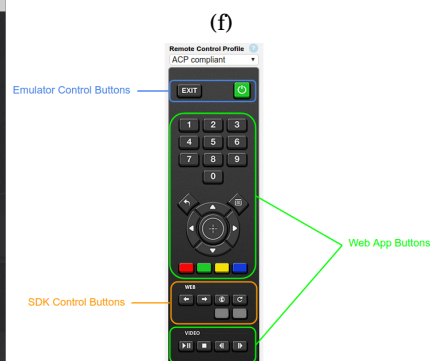 (f)
Remote Control Profile ?
ACP compliant
Emulator Control Buttons
EXIT
1 2 3
4 5 6
7 8 9
0
Web App Buttons
WEB
SDK Control Buttons
VIDEO